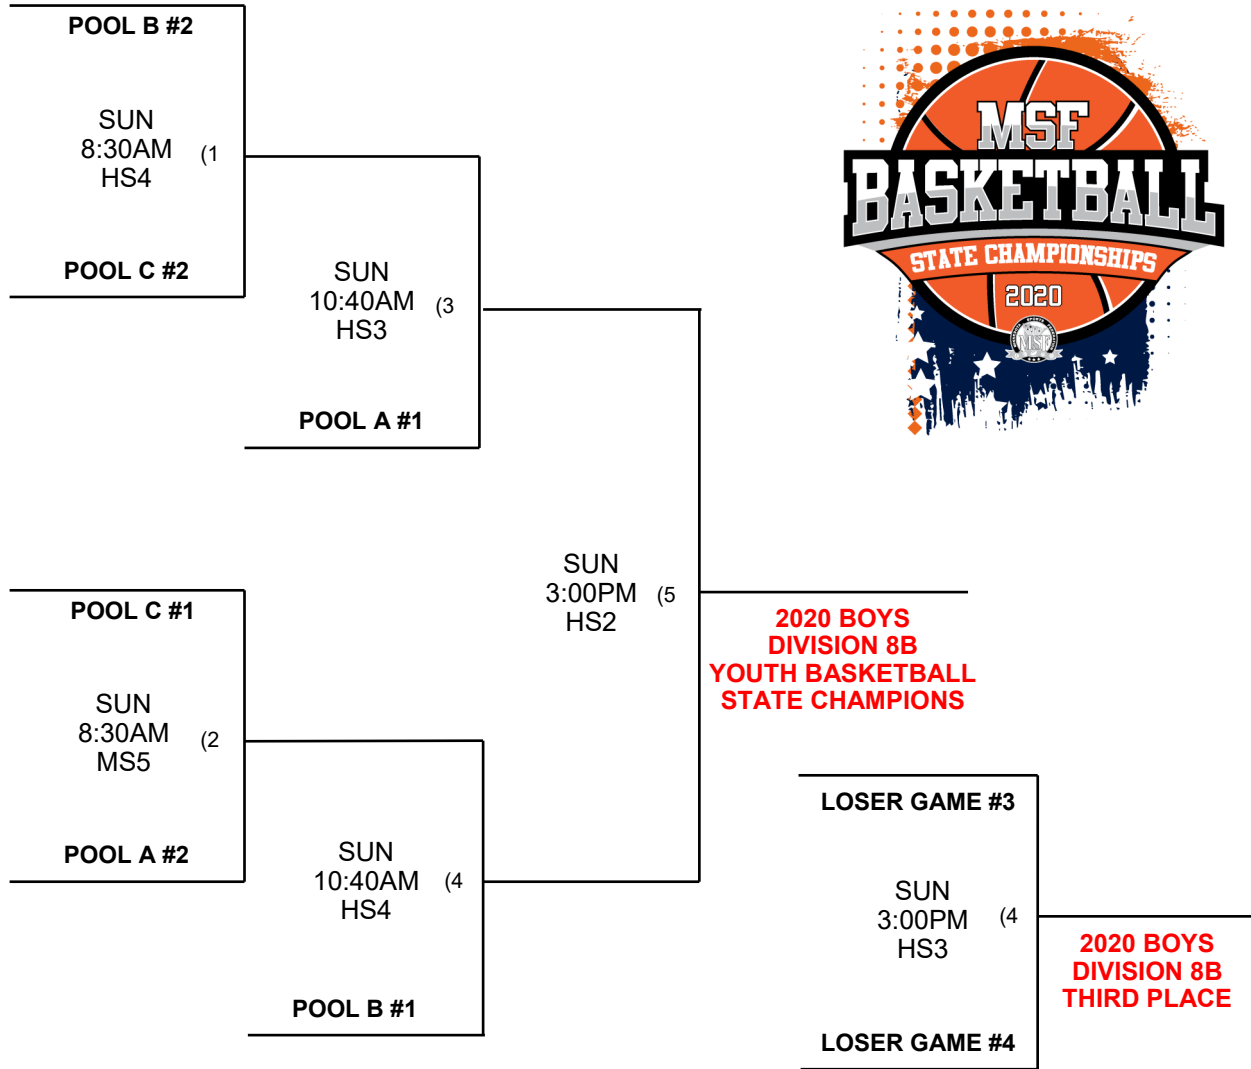 POOL B #2
SUN
8:30AM (1
HS4
POOL C #2
SUN
10:40AM (3
HS3
POOL A #1
MSF
BASKETBALL
STATE CHAMPIONSHIPS
2020
MSF
SUN
3:00PM (5
HS2
2020 BOYS
DIVISION 8B
YOUTH BASKETBALL
STATE CHAMPIONS
POOL C #1
SUN
8:30AM (2
MS5
POOL A #2
SUN
10:40AM (4
HS4
POOL B #1
LOSER GAME #3
SUN
3:00PM (4
HS3
LOSER GAME #4
2020 BOYS
DIVISION 8B
THIRD PLACE